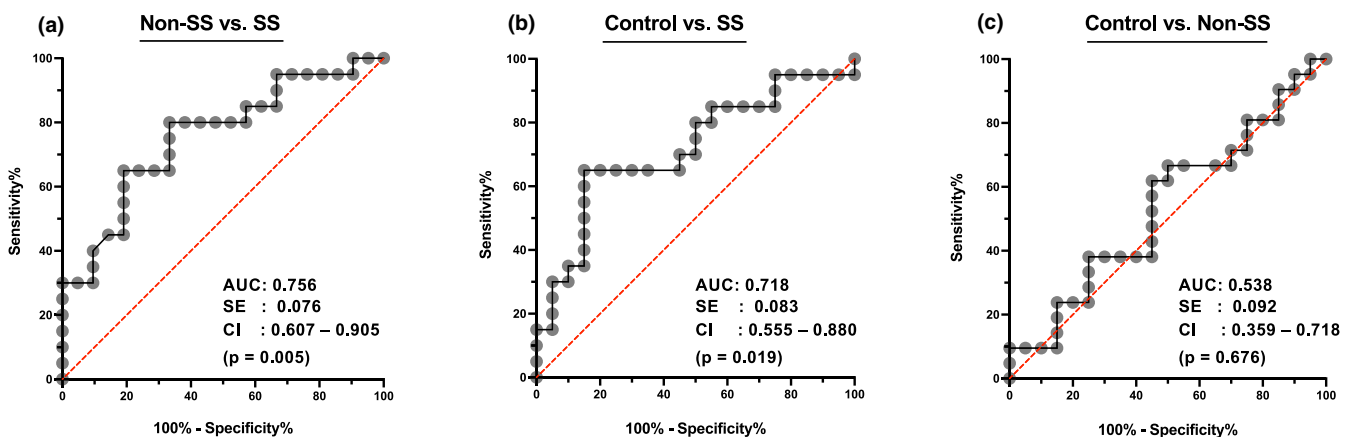 (a)
Non-SS vs. SS
100
80
60
40
20
0
Sensitivity%
0 20 40 60 80 100
100% - Specificity%
AUC: 0.756
SE : 0.076
CI : 0.607 – 0.905
(p = 0.005)
(b)
Control vs. SS
100
80
60
40
20
0
Sensitivity%
0 20 40 60 80 100
100% - Specificity%
AUC: 0.718
SE : 0.083
CI : 0.555 – 0.880
(p = 0.019)
(c)
Control vs. Non-SS
100
80
60
40
20
0
Sensitivity%
0 20 40 60 80 100
100% - Specificity%
AUC: 0.538
SE : 0.092
CI : 0.359 – 0.718
(p = 0.676)